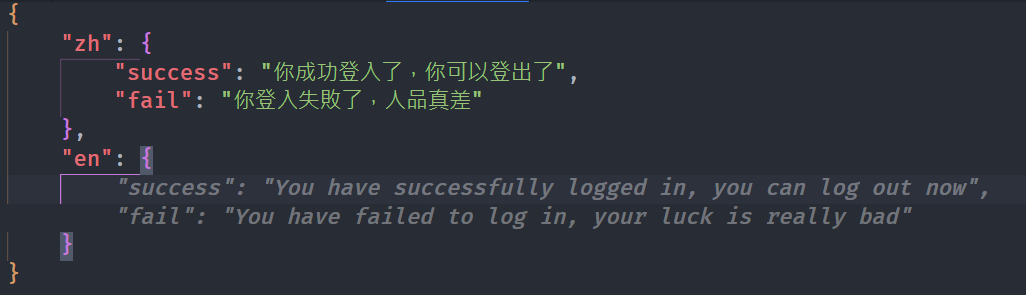 {
"zh": {
"success": "你成功登入了，你可以登出了",
"fail": "你登入失敗了，人品真差"
},
"en": {
"success": "You have successfully logged in, you can log out now",
"fail": "You have failed to log in, your luck is really bad"
}
}